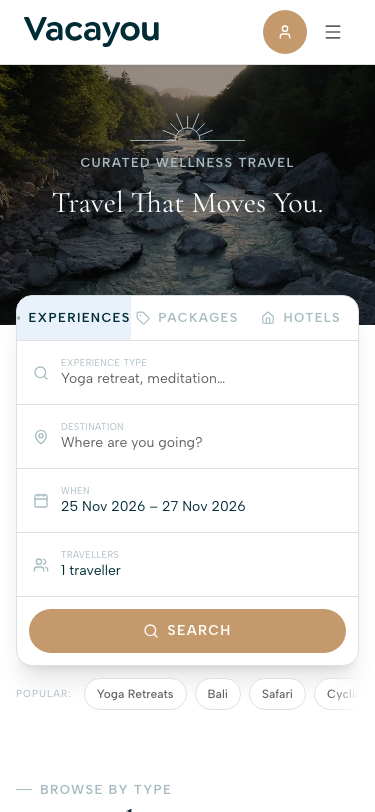 Vacayou
CURATED WELLNESS TRAVEL
Travel That Moves You.
EXPERIENCES
PACKAGES
HOTELS
EXPERIENCE TYPE
Yoga retreat, meditation...
DESTINATION
Where are you going?
WHEN
25 Nov 2026 – 27 Nov 2026
TRAVELLERS
1 traveller
SEARCH
POPULAR:
Yoga Retreats
Bali
Safari
BROWSE BY TYPE